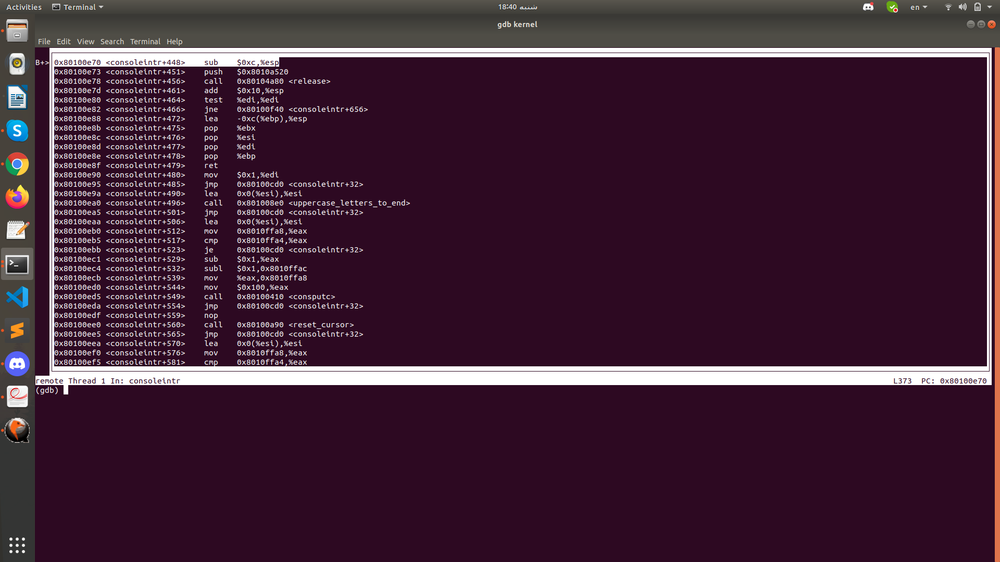 Activities Terminal 18:40 شنبه en
gdb kernel
File Edit View Search Terminal Help
B+> 0x80100e70 <consoleintr+448> sub $0xc,%esp
0x80100e73 <consoleintr+451> push $0x8010a520
0x80100e78 <consoleintr+456> call 0x80104a80 <release>
0x80100e7d <consoleintr+461> add $0x10,%esp
0x80100e80 <consoleintr+464> test %edi,%edi
0x80100e82 <consoleintr+466> jne 0x80100f40 <consoleintr+656>
0x80100e88 <consoleintr+472> lea -0xc(%ebp),%esp
0x80100e8b <consoleintr+475> pop %ebx
0x80100e8c <consoleintr+476> pop %esi
0x80100e8d <consoleintr+477> pop %edi
0x80100e8e <consoleintr+478> pop %ebp
0x80100e8f <consoleintr+479> ret
0x80100e90 <consoleintr+480> mov $0x1,%edi
0x80100e95 <consoleintr+485> jmp 0x80100cd0 <consoleintr+32>
0x80100e9a <consoleintr+490> lea 0x0(%esi),%esi
0x80100ea0 <consoleintr+496> call 0x801008e0 <uppercase_letters_to_end>
0x80100ea5 <consoleintr+501> jmp 0x80100cd0 <consoleintr+32>
0x80100eaa <consoleintr+506> lea 0x0(%esi),%esi
0x80100eb0 <consoleintr+512> mov 0x8010ffa8,%eax
0x80100eb5 <consoleintr+517> cmp 0x8010ffa4,%eax
0x80100ebb <consoleintr+523> je 0x80100cd0 <consoleintr+32>
0x80100ec1 <consoleintr+529> sub $0x1,%eax
0x80100ec4 <consoleintr+532> subl $0x1,0x8010ffac
0x80100ecb <consoleintr+539> mov %eax,0x8010ffa8
0x80100ed0 <consoleintr+544> mov $0x100,%eax
0x80100ed5 <consoleintr+549> call 0x80100410 <consputc>
0x80100eda <consoleintr+554> jmp 0x80100cd0 <consoleintr+32>
0x80100edf <consoleintr+559> nop
0x80100ee0 <consoleintr+560> call 0x80100a90 <reset_cursor>
0x80100ee5 <consoleintr+565> jmp 0x80100cd0 <consoleintr+32>
0x80100eea <consoleintr+570> lea 0x0(%esi),%esi
0x80100ef0 <consoleintr+576> mov 0x8010ffa8,%eax
0x80100ef5 <consoleintr+581> cmp 0x8010ffa4,%eax
remote Thread 1 In: consoleintr L373 PC: 0x80100e70
(gdb)